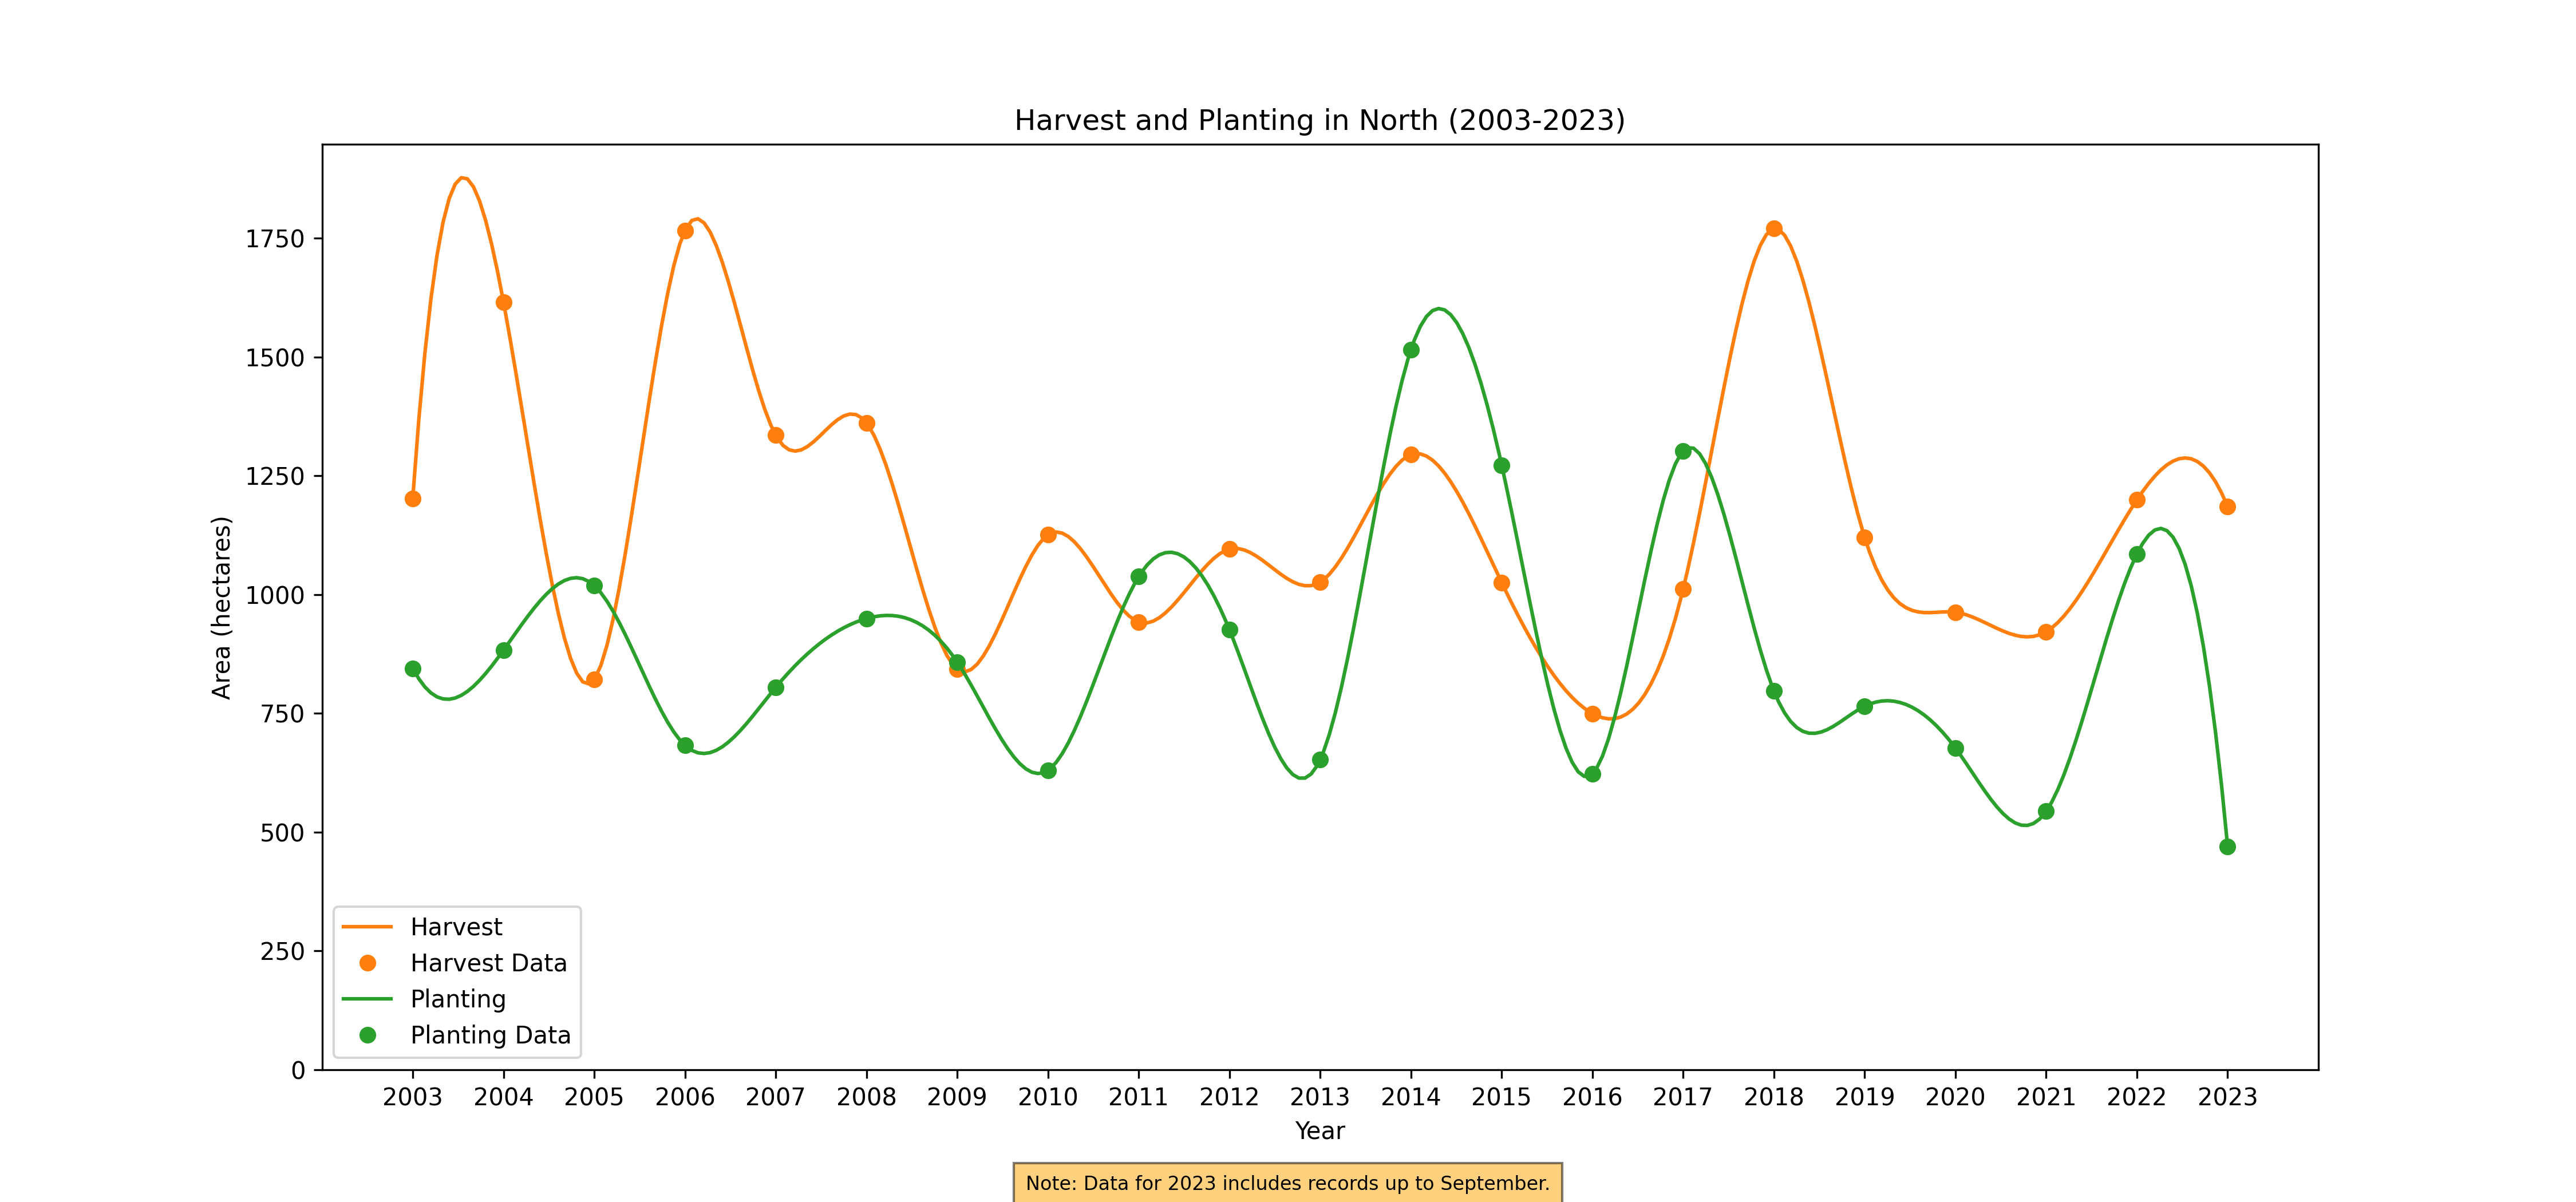 Harvest and Planting in North (2003-2023)
1750
1500
1250
1000
750
500
250
0
Area (hectares)
Harvest
Harvest Data
Planting
Planting Data
2003 2004 2005 2006 2007 2008 2009 2010 2011 2012 2013 2014 2015 2016 2017 2018 2019 2020 2021 2022 2023
Year
Note: Data for 2023 includes records up to September.